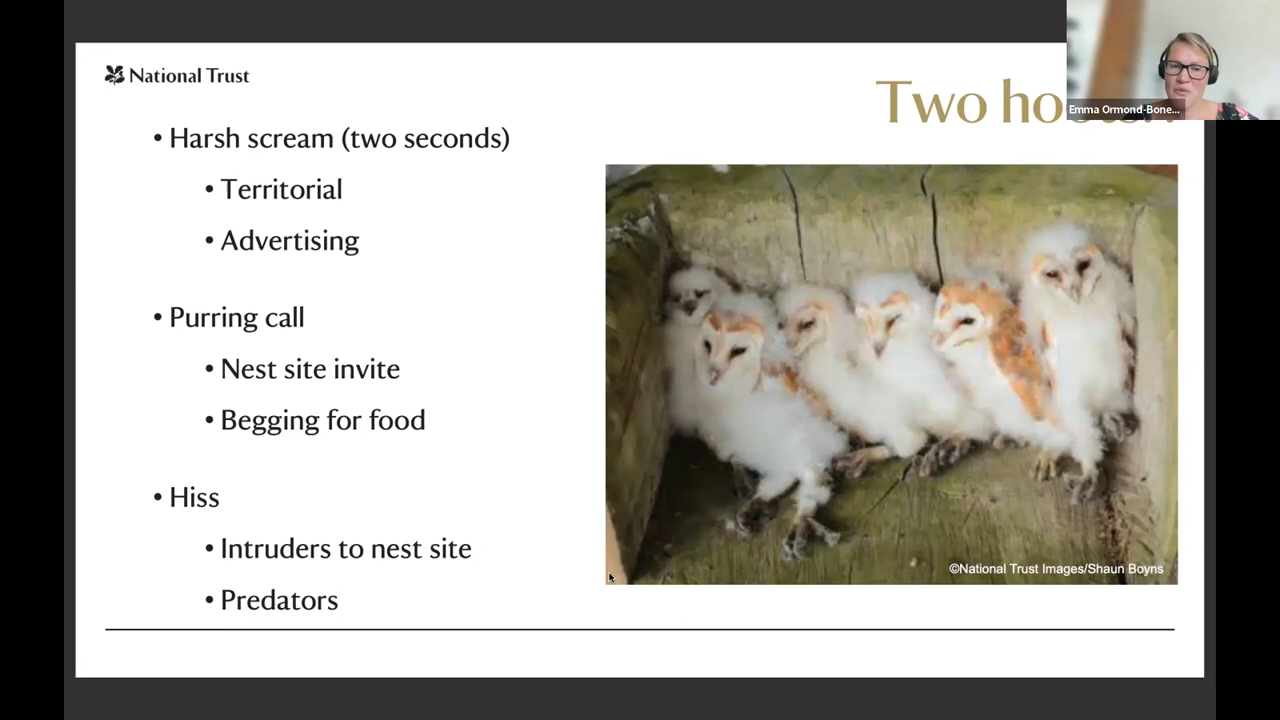 National Trust
Two
Emma Ormond-Bone...
• Harsh scream (two seconds)
• Territorial
• Advertising
• Purring call
• Nest site invite
• Begging for food
• Hiss
• Intruders to nest site
• Predators
©National Trust Images/Shaun Boyns